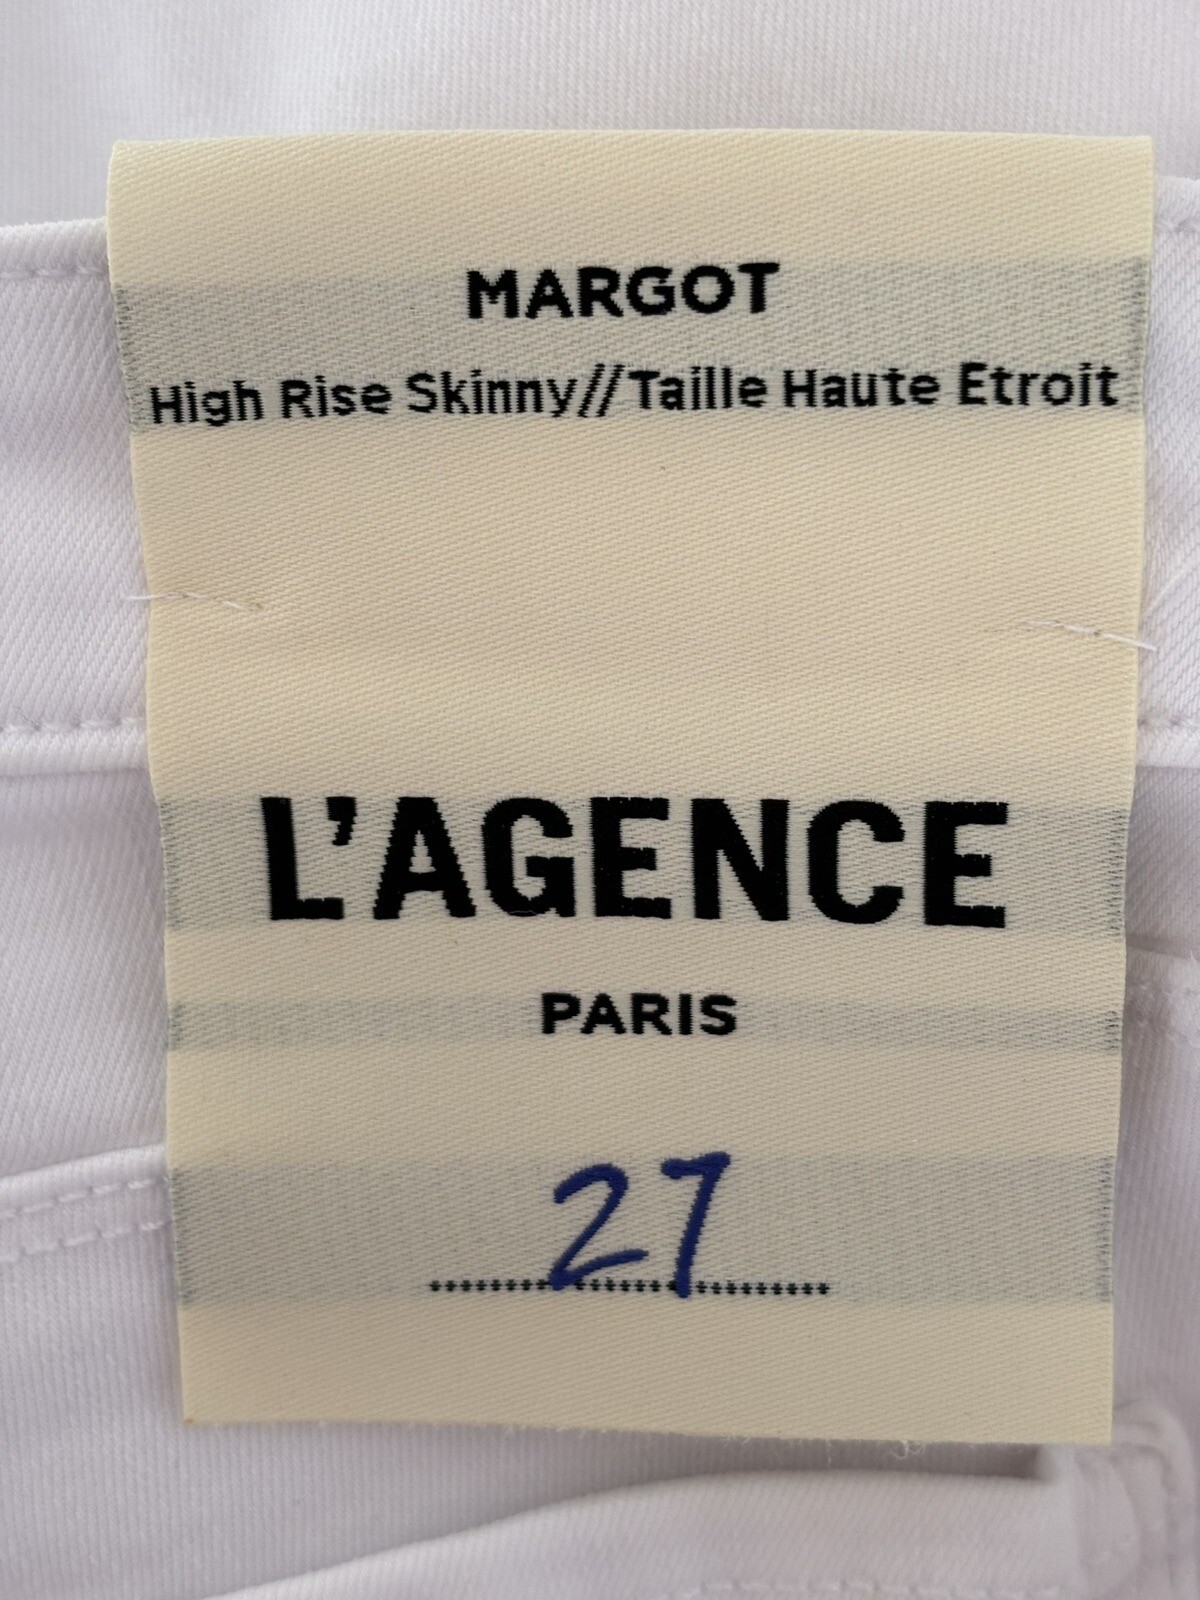 MARGOT
High Rise Skinny//Taille Haute Etroit
L'AGENCE
PARIS
27